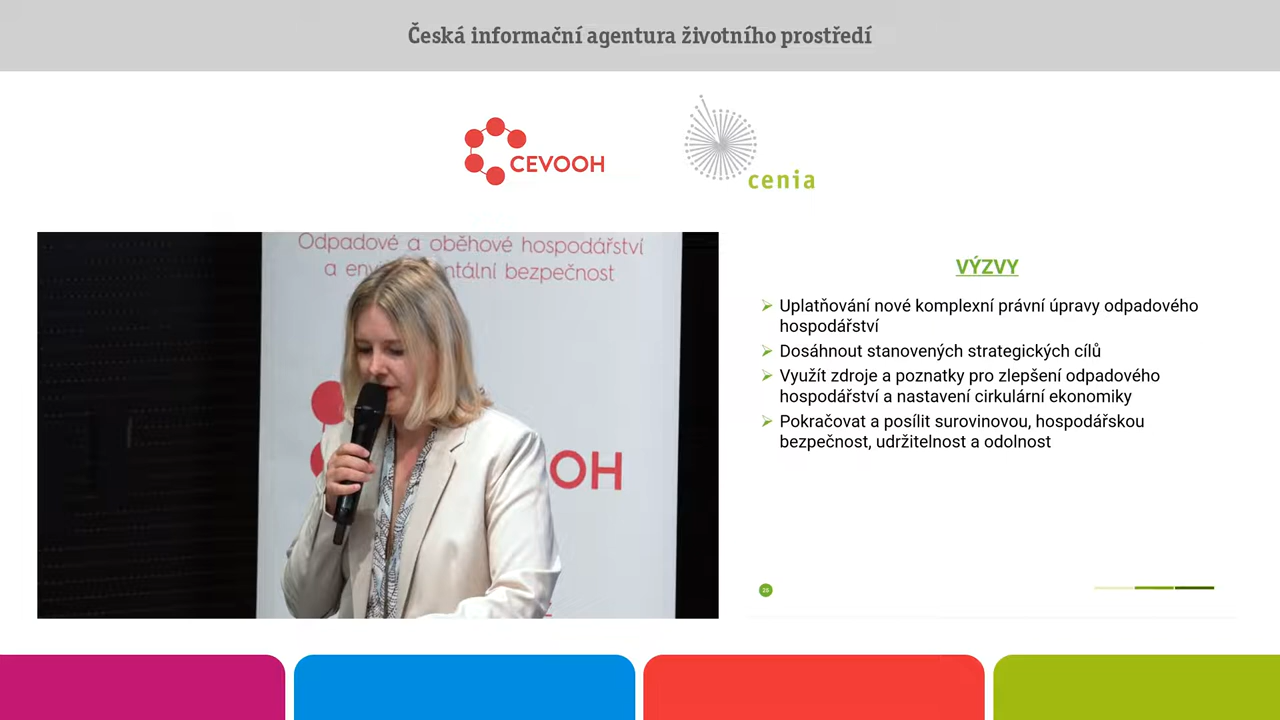 Česká informační agentura životního prostředí
CEVOOH
cenia
Odpadové a oběhové hospodářství
a
bezpečnost
OH
VÝZVY
Uplatňování nové komplexní právní úpravy odpadového
hospodářství
Dosáhnout stanovených strategických cílů
Využít zdroje a poznatky pro zlepšení odpadového
hospodářství a nastavení cirkulární ekonomiky
Pokračovat a posílit surovinovou, hospodářskou
bezpečnost, udržitelnost a odolnost